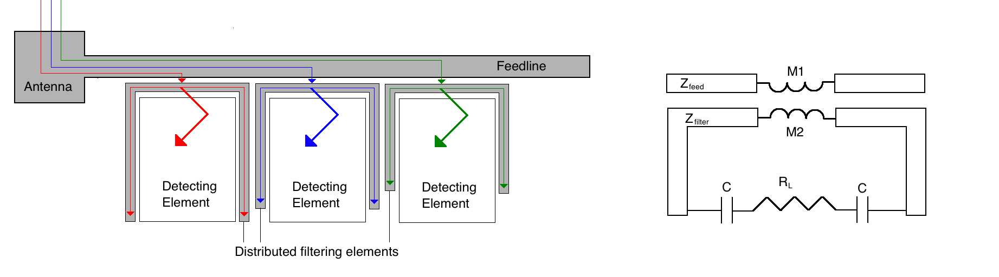 Antenna
Feedline
Detecting
Element
Detecting
Element
Detecting
Element
Distributed filtering elements
M1
Zfeed
Zfilter
M2
C
RL
C